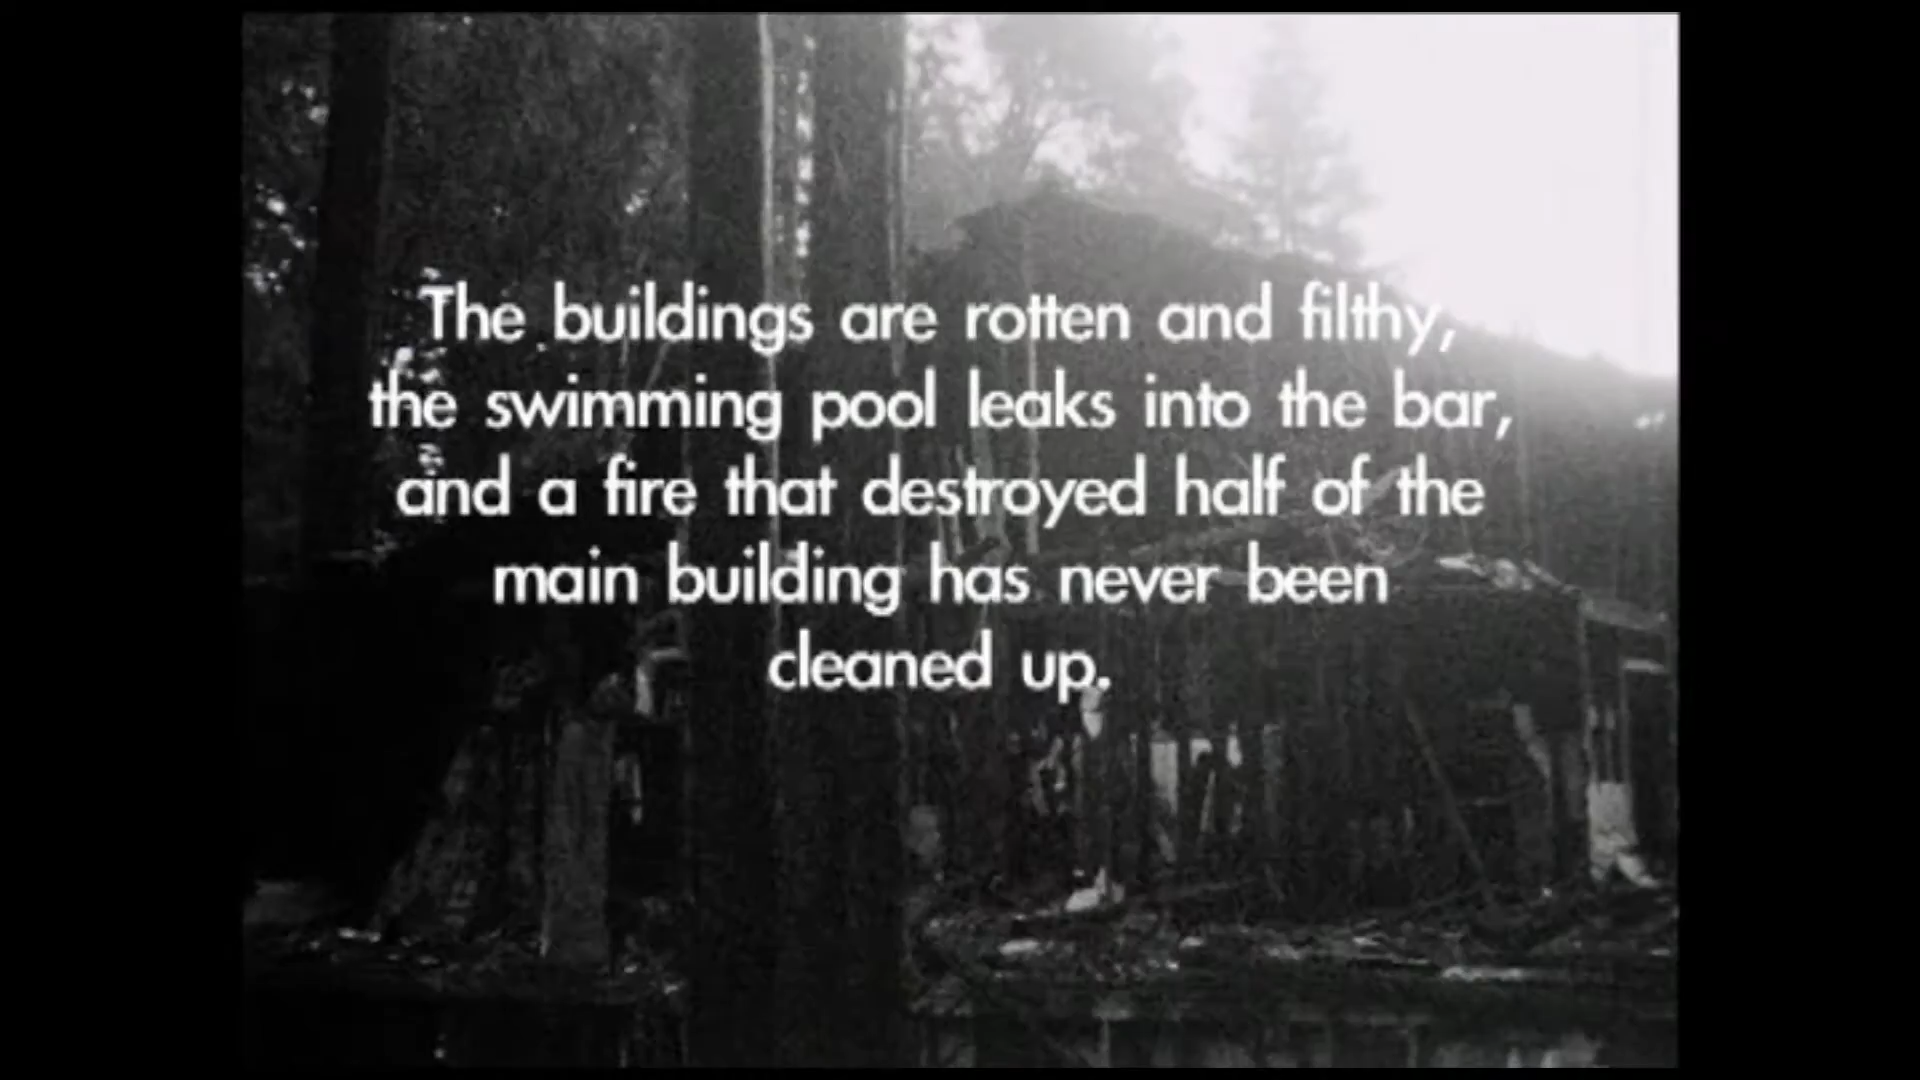 The buildings are rotten and filthy,
the swimming pool leaks into the bar,
and a fire that destroyed half of the
main building has never been
cleaned up.